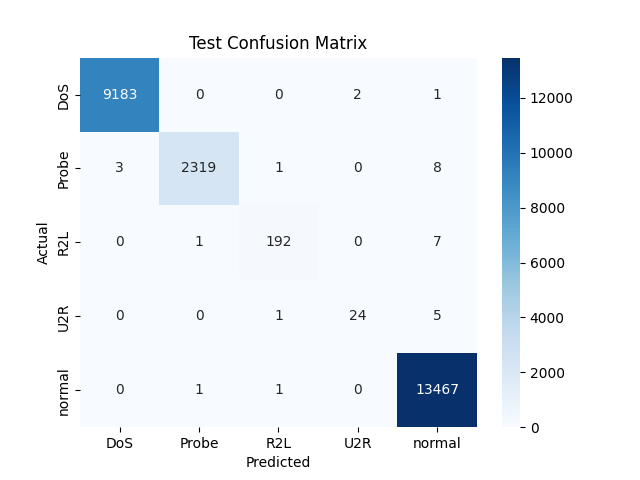 Test Confusion Matrix
DoS 9183 0 0 2 1
Probe 3 2319 1 0 8
R2L 0 1 192 0 7
U2R 0 0 1 24 5
normal 0 1 1 0 13467
DoS Probe R2L U2R normal
Predicted
Actual
12000
10000
8000
6000
4000
2000
0